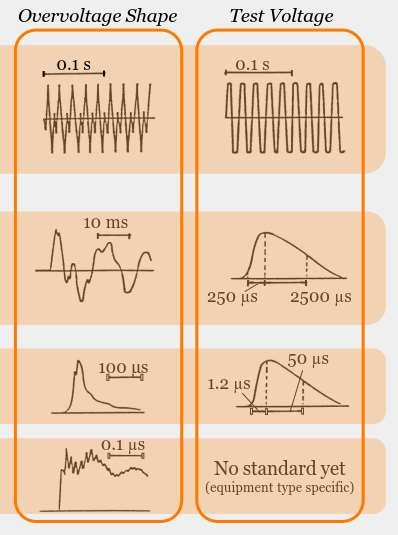 Overvoltage Shape
Test Voltage
0.1 s
0.1 s
10 ms
250 µs
2500 µs
100 µs
50 µs
1.2 µs
0.1 µs
No standard yet
(equipment type specific)